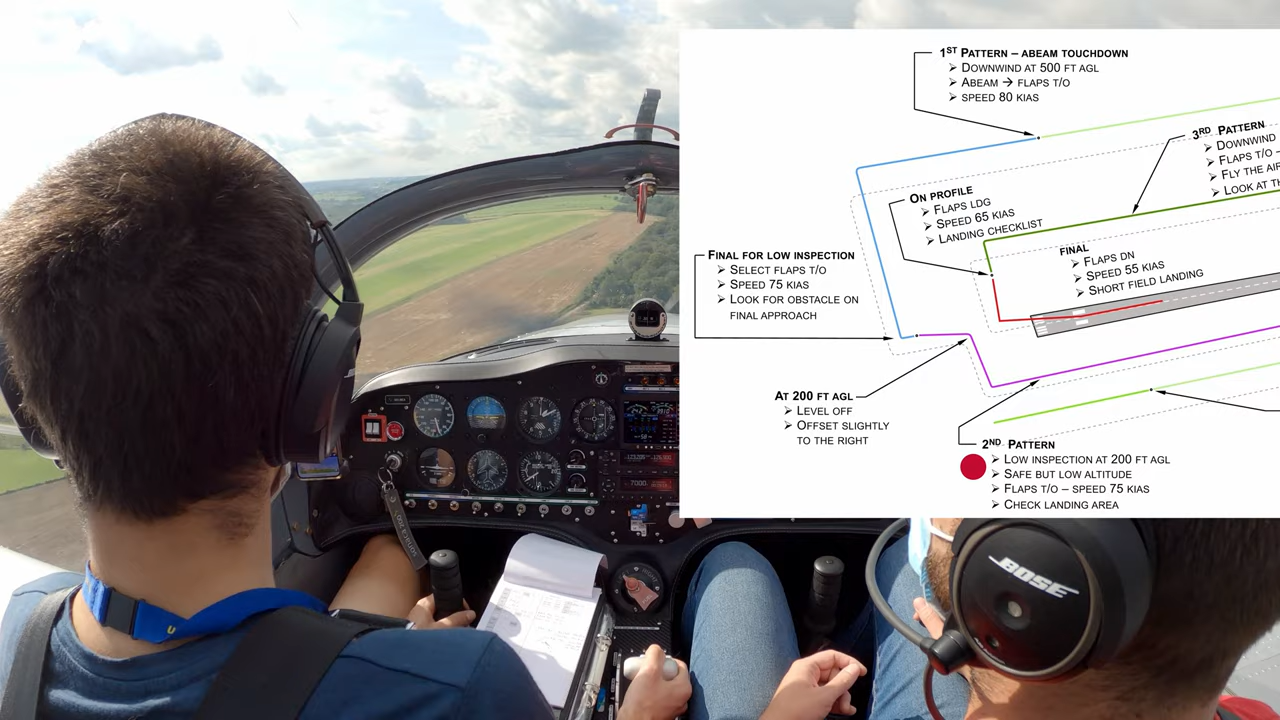 1ST PATTERN – ABEAM TOUCHDOWN
➢ DOWNWIND AT 500 FT AGL
➢ ABEAM → FLAPS T/O
➢ SPEED 80 KIAS
3RD PATTERN
➢ DOWNWIND
➢ FLAPS T/O –
➢ FLY THE
➢ LOOK AT
ON PROFILE
➢ FLAPS LDG
➢ SPEED 65 KIAS
➢ LANDING CHECKLIST
FINAL
➢ FLAPS DN
➢ SPEED 55 KIAS
➢ SHORT FIELD LANDING
FINAL FOR LOW INSPECTION
➢ SELECT FLAPS T/O
➢ SPEED 75 KIAS
➢ LOOK FOR OBSTACLE ON
FINAL APPROACH
AT 200 FT AGL
➢ LEVEL OFF
➢ OFFSET SLIGHTLY
TO THE RIGHT
2ND PATTERN
➢ LOW INSPECTION AT 200 FT AGL
➢ SAFE BUT LOW ALTITUDE
➢ FLAPS T/O – SPEED 75 KIAS
➢ CHECK LANDING AREA
7000
BOSE
U